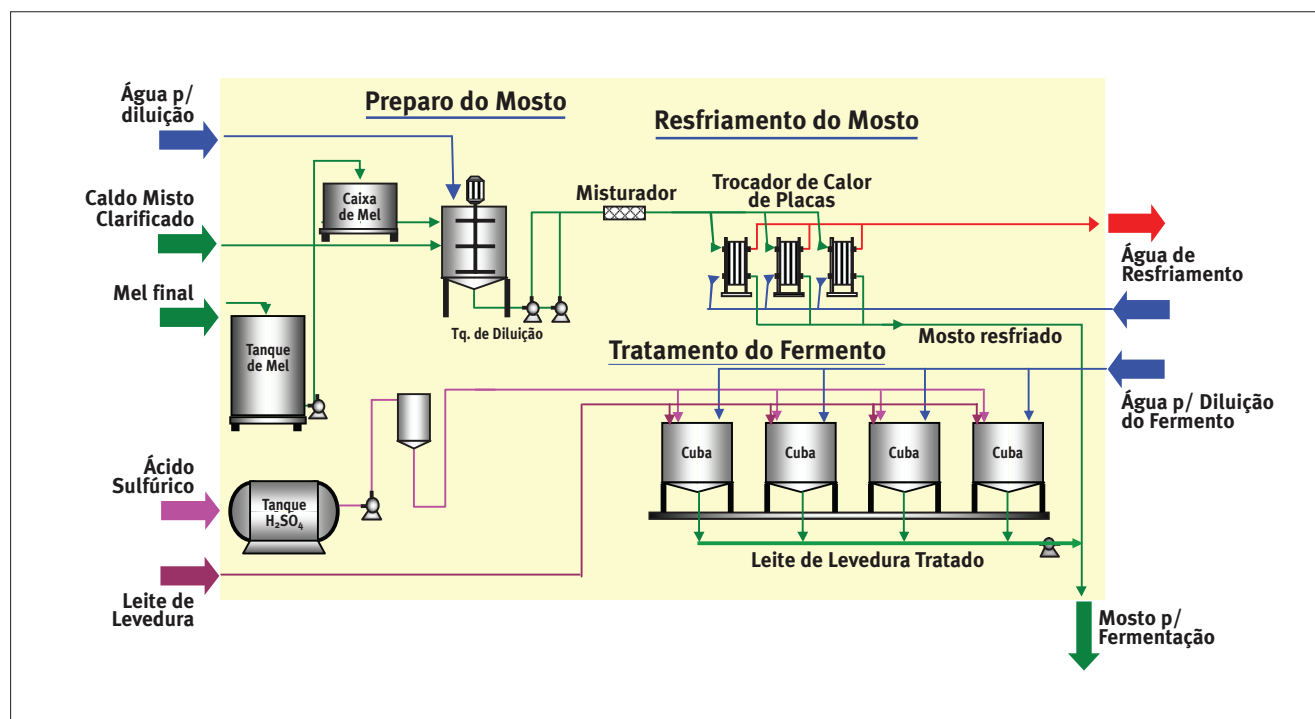 Água p/
diluição
Preparo do Mosto
Resfriamento do Mosto
Caldo Misto
Clarificado
Caixa
de Mel
Misturador
Trocador de Calor
de Placas
Água de
Resfriamento
Mel final
Tanque
de Mel
Tq. de Diluição
Mosto resfriado
Tratamento do Fermento
Água p/ Diluição
do Fermento
Cuba
Cuba
Cuba
Cuba
Ácido
Sulfúrico
Tanque
H₂SO₄
Leite de Levedura Tratado
Leite de
Levedura
Mosto p/
Fermentação